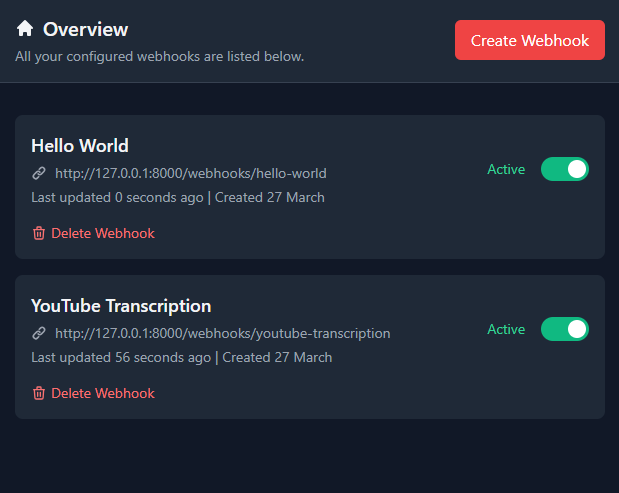 Overview
All your configured webhooks are listed below.
Create Webhook
Hello World
http://127.0.0.1:8000/webhooks/hello-world
Active
Last updated 0 seconds ago | Created 27 March
Delete Webhook
YouTube Transcription
http://127.0.0.1:8000/webhooks/youtube-transcription
Active
Last updated 56 seconds ago | Created 27 March
Delete Webhook